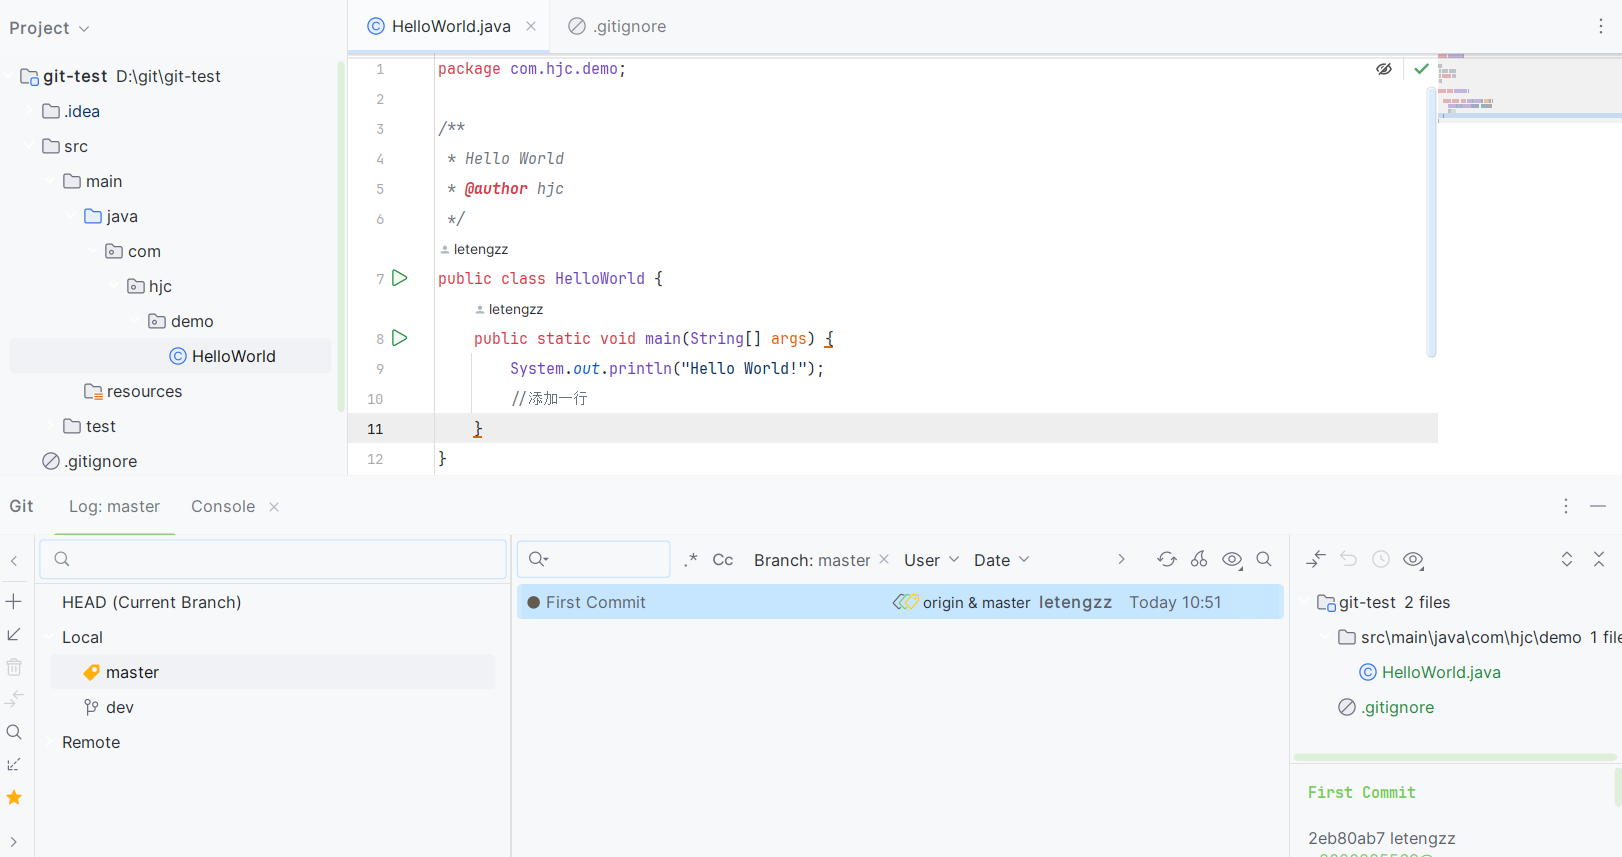 Project
git-test D:\git\git-test
.idea
src
main
java
com
hjc
demo
HelloWorld
resources
test
.gitignore
HelloWorld.java
.gitignore
1 package com.hjc.demo;
2
3 /**
4 * Hello World
5 * @author hjc
6 */
letengzz
7 public class HelloWorld {
letengzz
8 public static void main(String[] args) {
9 System.out.println("Hello World!");
10 //添加一行
11 }
12 }
Git Log: master Console
HEAD (Current Branch)
Local
master
dev
Remote
.* Cc Branch: master User Date
First Commit origin & master letengzz Today 10:51
git-test 2 files
src\main\java\com\hjc\demo 1 file
HelloWorld.java
.gitignore
First Commit
2eb80ab7 letengzz